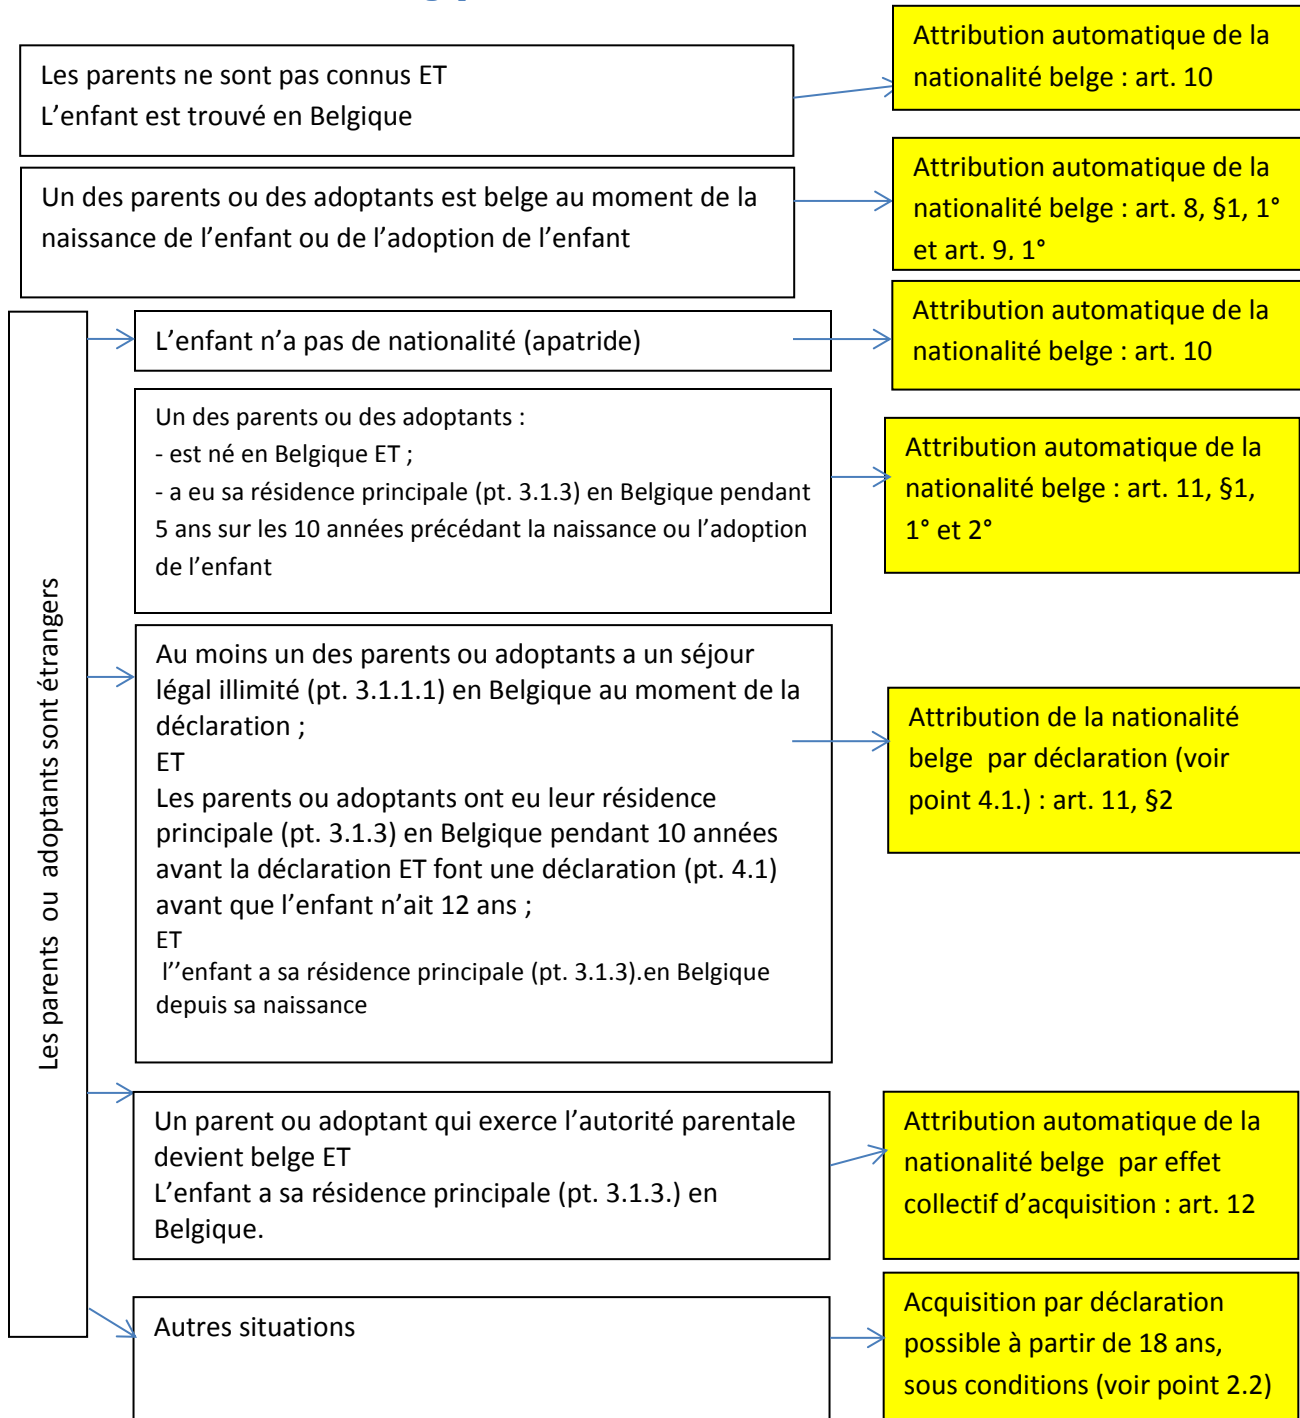 Les parents ne sont pas connus ET
L'enfant est trouvé en Belgique
Attribution automatique de la
nationalité belge : art. 10
Un des parents ou des adoptants est belge au moment de la
naissance de l'enfant ou de l'adoption de l'enfant
Attribution automatique de la
nationalité belge : art. 8, §1, 1°
et art. 9, 1°
Les parents ou adoptants sont étrangers
L'enfant n'a pas de nationalité (apatride)
Attribution automatique de la
nationalité belge : art. 10
Un des parents ou des adoptants :
- est né en Belgique ET ;
- a eu sa résidence principale (pt. 3.1.3) en Belgique pendant
5 ans sur les 10 années précédant la naissance ou l'adoption
de l'enfant
Attribution automatique de la
nationalité belge : art. 11, §1,
1° et 2°
Au moins un des parents ou adoptants a un séjour
légal illimité (pt. 3.1.1.1) en Belgique au moment de la
déclaration ;
ET
Les parents ou adoptants ont eu leur résidence
principale (pt. 3.1.3) en Belgique pendant 10 années
avant la déclaration ET font une déclaration (pt. 4.1)
avant que l'enfant n'ait 12 ans ;
ET
l''enfant a sa résidence principale (pt. 3.1.3).en Belgique
depuis sa naissance
Attribution de la nationalité
belge par déclaration (voir
point 4.1.) : art. 11, §2
Un parent ou adoptant qui exerce l'autorité parentale
devient belge ET
L'enfant a sa résidence principale (pt. 3.1.3.) en
Belgique.
Attribution automatique de la
nationalité belge par effet
collectif d'acquisition : art. 12
Autres situations
Acquisition par déclaration
possible à partir de 18 ans,
sous conditions (voir point 2.2)